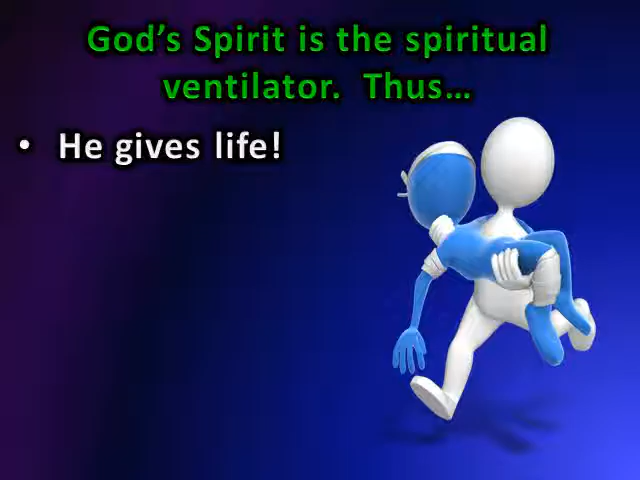 God’s Spirit is the spiritual
ventilator.  Thus…
• He gives life!